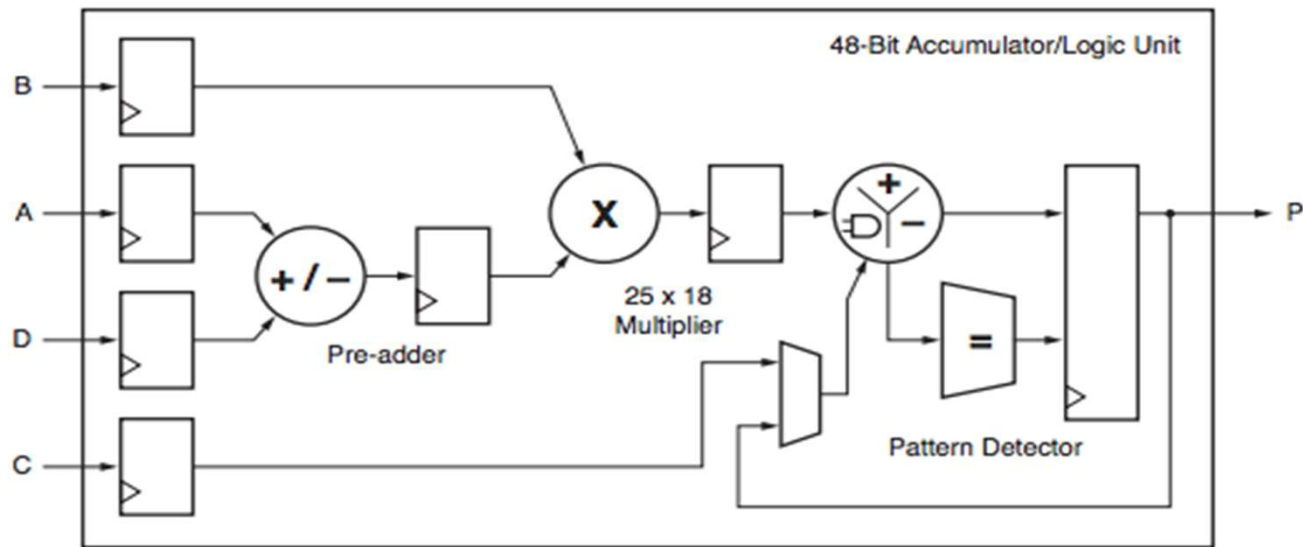 48-Bit Accumulator/Logic Unit
B
A
D
C
+ / −
Pre-adder
X
25 x 18
Multiplier
+
−
=
Pattern Detector
P